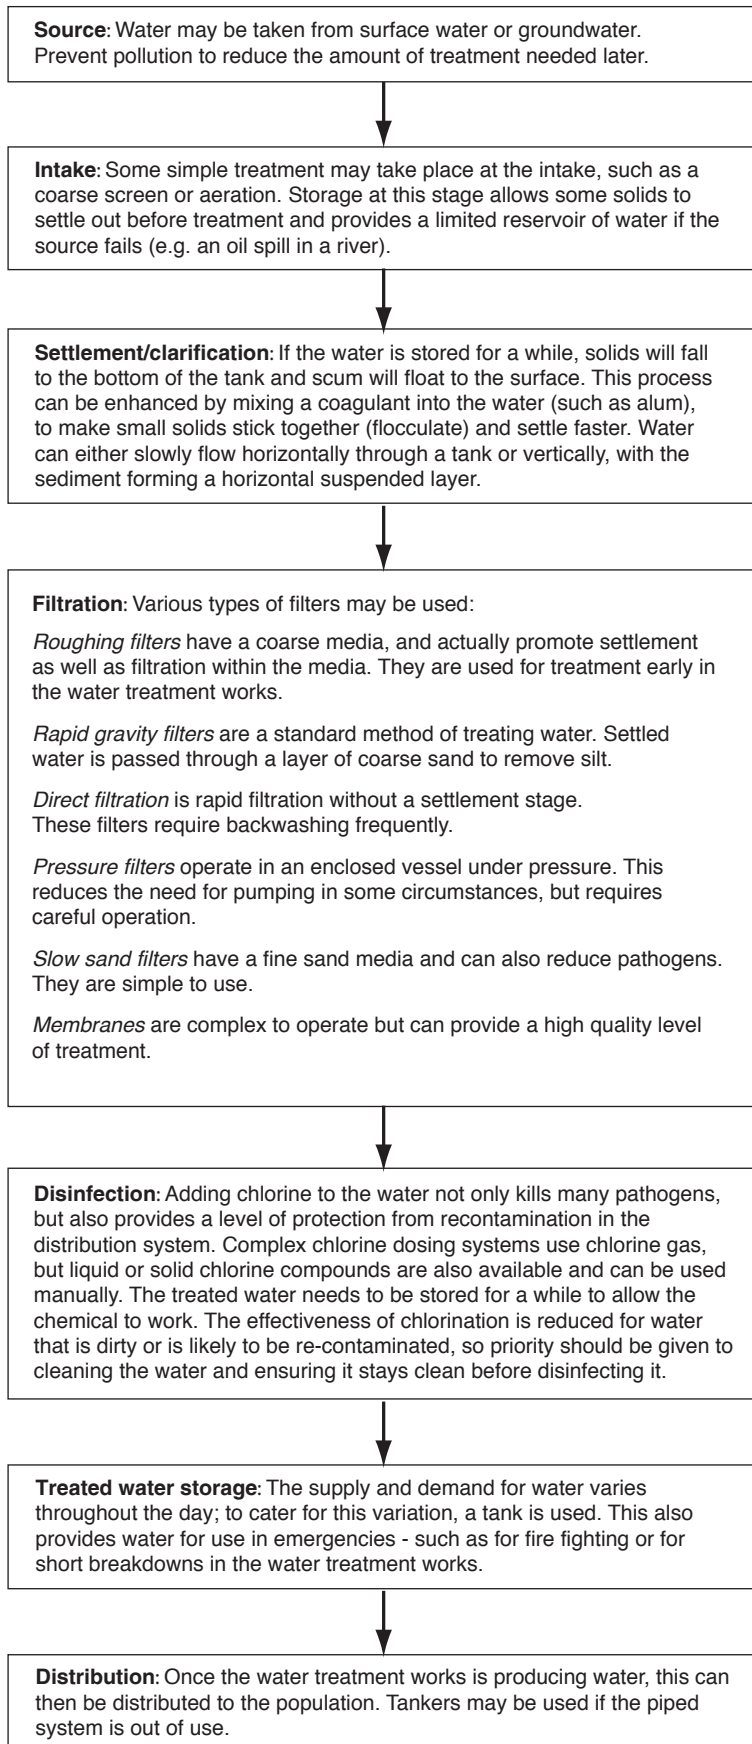 Source: Water may be taken from surface water or groundwater.
Prevent pollution to reduce the amount of treatment needed later.
Intake: Some simple treatment may take place at the intake, such as a
coarse screen or aeration. Storage at this stage allows some solids to
settle out before treatment and provides a limited reservoir of water if the
source fails (e.g. an oil spill in a river).
Settlement/clarification: If the water is stored for a while, solids will fall
to the bottom of the tank and scum will float to the surface. This process
can be enhanced by mixing a coagulant into the water (such as alum),
to make small solids stick together (flocculate) and settle faster. Water
can either slowly flow horizontally through a tank or vertically, with the
sediment forming a horizontal suspended layer.
Filtration: Various types of filters may be used:
Roughing filters have a coarse media, and actually promote settlement
as well as filtration within the media. They are used for treatment early in
the water treatment works.
Rapid gravity filters are a standard method of treating water. Settled
water is passed through a layer of coarse sand to remove silt.
Direct filtration is rapid filtration without a settlement stage.
These filters require backwashing frequently.
Pressure filters operate in an enclosed vessel under pressure. This
reduces the need for pumping in some circumstances, but requires
careful operation.
Slow sand filters have a fine sand media and can also reduce pathogens.
They are simple to use.
Membranes are complex to operate but can provide a high quality level
of treatment.
Disinfection: Adding chlorine to the water not only kills many pathogens,
but also provides a level of protection from recontamination in the
distribution system. Complex chlorine dosing systems use chlorine gas,
but liquid or solid chlorine compounds are also available and can be used
manually. The treated water needs to be stored for a while to allow the
chemical to work. The effectiveness of chlorination is reduced for water
that is dirty or is likely to be re-contaminated, so priority should be given to
cleaning the water and ensuring it stays clean before disinfecting it.
Treated water storage: The supply and demand for water varies
throughout the day; to cater for this variation, a tank is used. This also
provides water for use in emergencies - such as for fire fighting or for
short breakdowns in the water treatment works.
Distribution: Once the water treatment works is producing water, this can
then be distributed to the population. Tankers may be used if the piped
system is out of use.